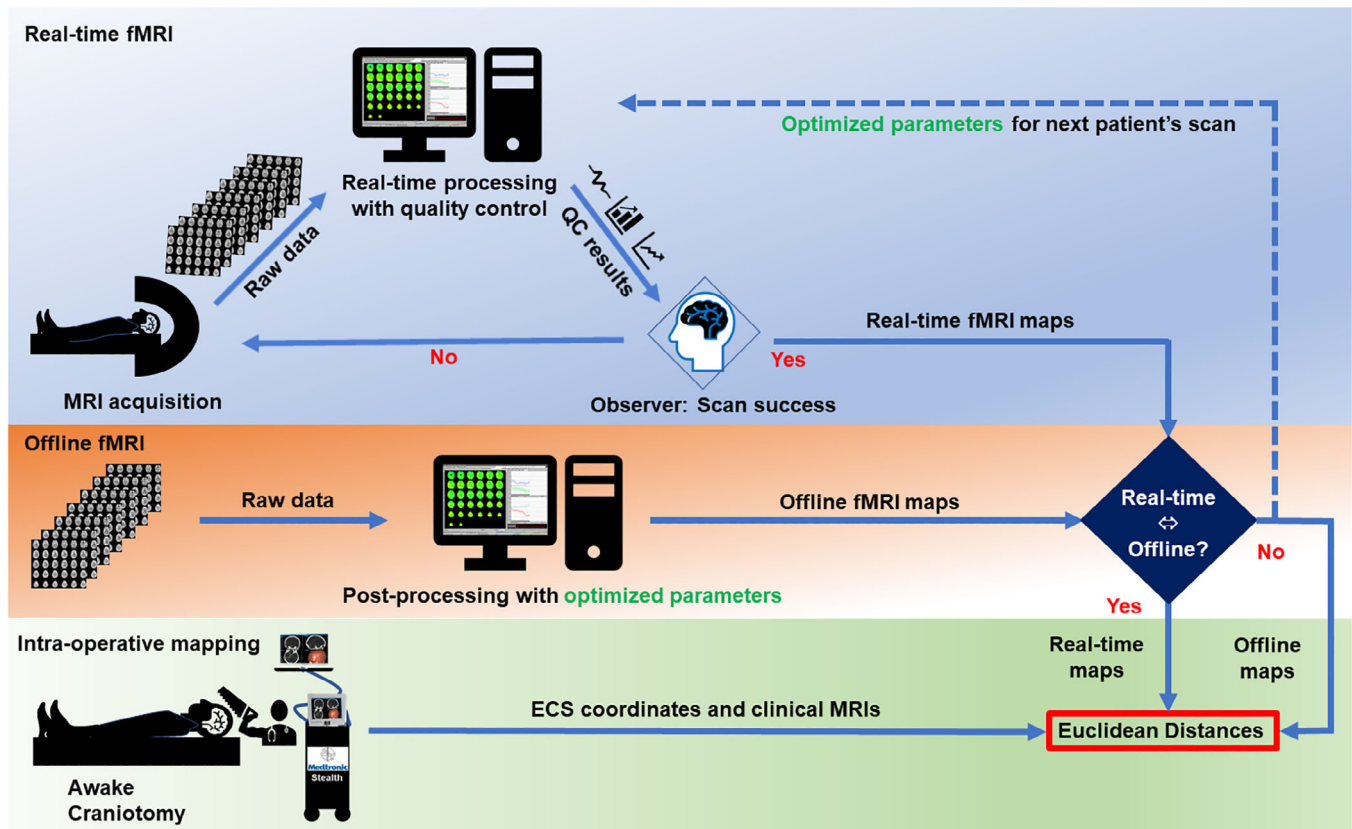 Real-time fMRI
Optimized parameters for next patient's scan
Real-time processing
with quality control
Raw data
QC results
Real-time fMRI maps
No
Yes
MRI acquisition
Observer: Scan success
Offline fMRI
Raw data
Offline fMRI maps
Real-time
⇔
Offline?
No
Post-processing with optimized parameters
Yes
Intra-operative mapping
Real-time
maps
Offline
maps
ECS coordinates and clinical MRIs
Euclidean Distances
Medtronic
Stealth
Awake
Craniotomy